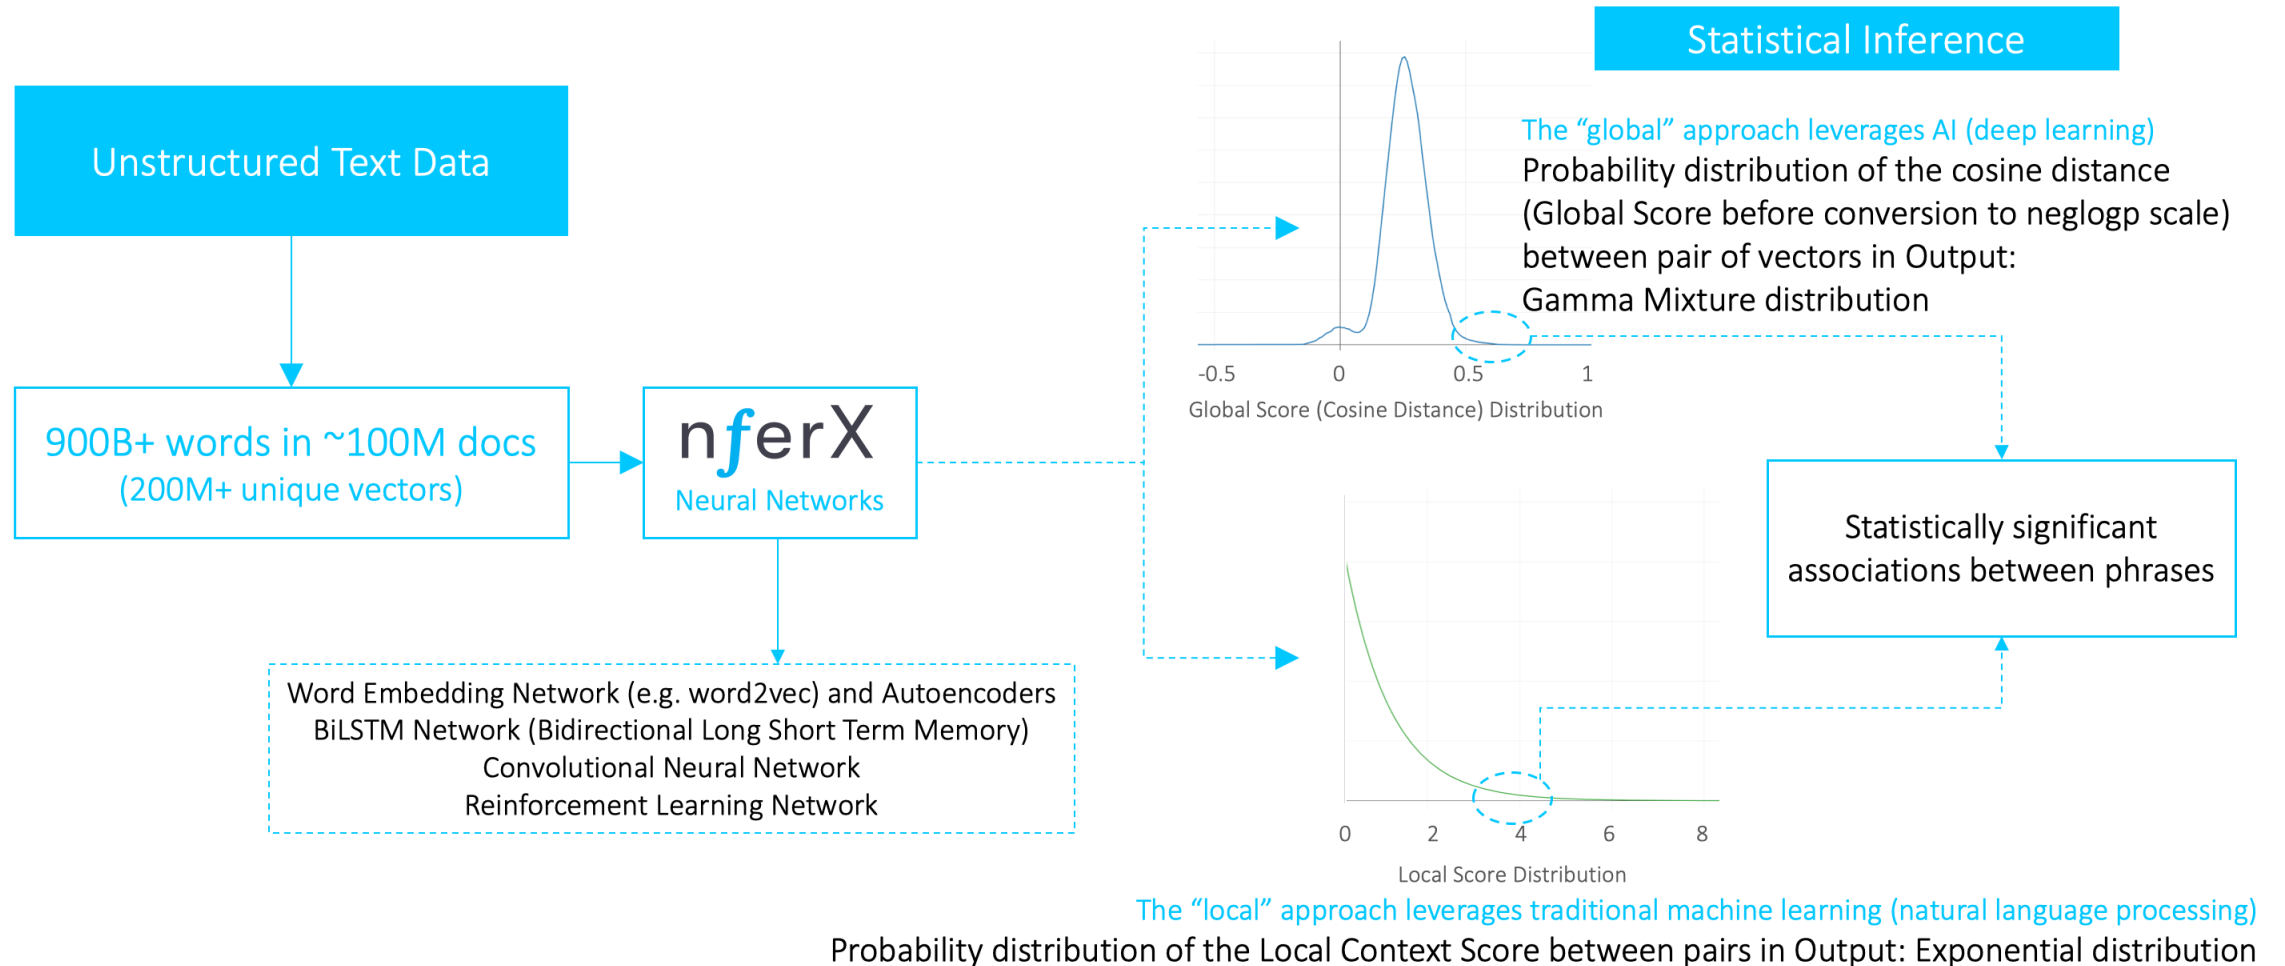 Unstructured Text Data
900B+ words in ~100M docs
(200M+ unique vectors)
nferX
Neural Networks
Word Embedding Network (e.g. word2vec) and Autoencoders
BiLSTM Network (Bidirectional Long Short Term Memory)
Convolutional Neural Network
Reinforcement Learning Network
Statistical Inference
The “global” approach leverages AI (deep learning)
Probability distribution of the cosine distance
(Global Score before conversion to neglogp scale)
between pair of vectors in Output:
Gamma Mixture distribution
-0.5 0 0.5 1
Global Score (Cosine Distance) Distribution
Statistically significant
associations between phrases
0 2 4 6 8
Local Score Distribution
The “local” approach leverages traditional machine learning (natural language processing)
Probability distribution of the Local Context Score between pairs in Output: Exponential distribution